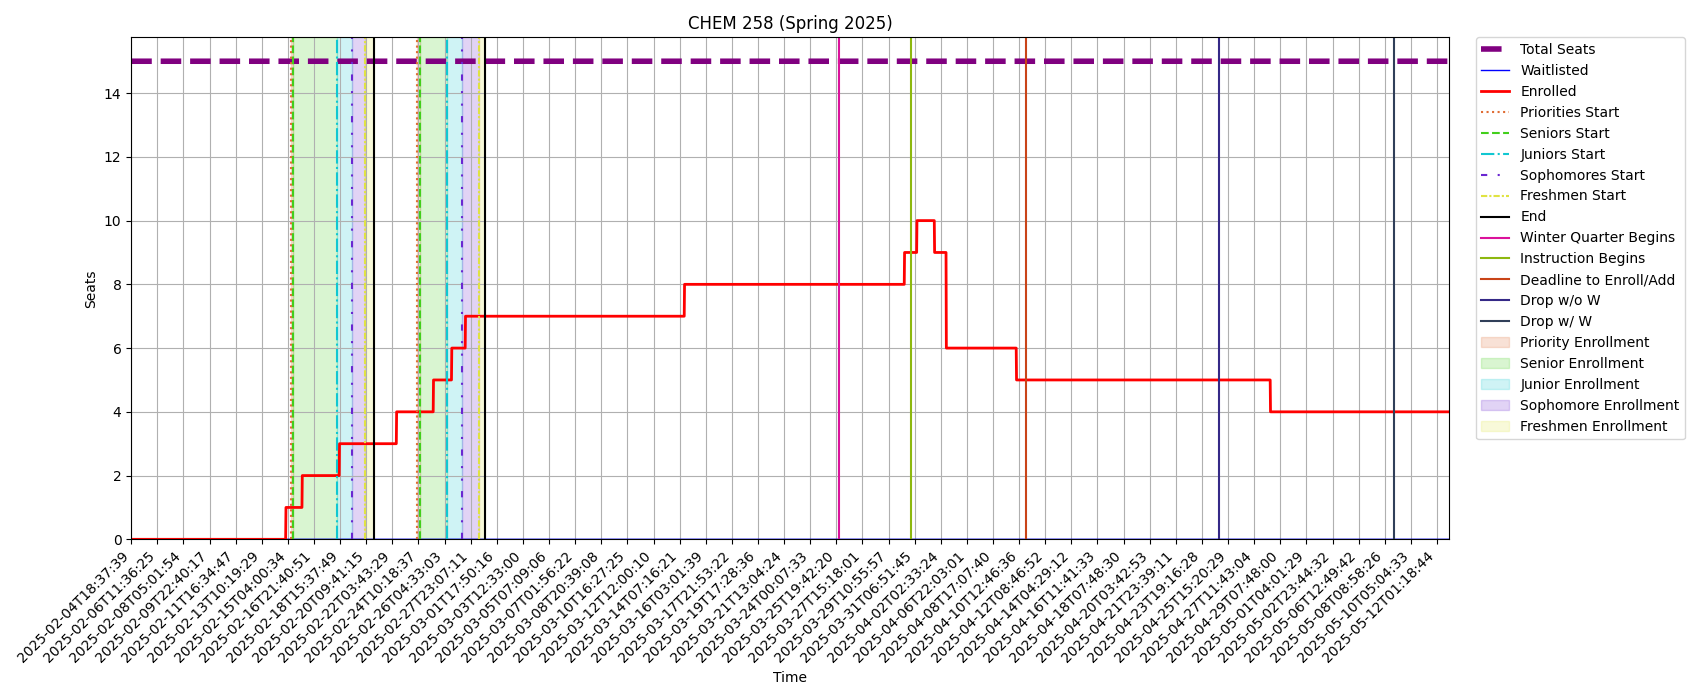 CHEM 258 (Spring 2025)
Seats
14
12
10
8
6
4
2
0
2025-02-04T18:37:39
2025-02-06T11:36:25
2025-02-08T05:01:54
2025-02-09T22:40:17
2025-02-11T16:34:47
2025-02-13T10:19:29
2025-02-15T04:00:34
2025-02-16T21:40:51
2025-02-18T15:37:49
2025-02-20T09:41:15
2025-02-22T03:43:29
2025-02-24T10:18:37
2025-02-26T04:33:03
2025-02-27T23:07:11
2025-03-01T17:50:16
2025-03-03T12:33:00
2025-03-05T07:09:06
2025-03-07T01:56:22
2025-03-08T20:39:08
2025-03-10T16:27:25
2025-03-12T12:00:10
2025-03-14T07:16:21
2025-03-16T03:01:39
2025-03-17T21:53:22
2025-03-19T17:28:36
2025-03-21T13:04:24
2025-03-24T00:07:33
2025-03-25T19:42:20
2025-03-27T15:18:01
2025-03-29T10:55:57
2025-03-31T06:51:45
2025-04-02T02:33:24
2025-04-06T22:03:01
2025-04-08T17:07:40
2025-04-10T12:46:36
2025-04-12T08:46:52
2025-04-14T04:29:12
2025-04-16T11:41:33
2025-04-18T07:48:30
2025-04-20T03:42:53
2025-04-21T23:39:11
2025-04-23T19:16:28
2025-04-25T15:20:29
2025-04-27T11:43:04
2025-04-29T07:48:00
2025-05-01T04:01:29
2025-05-02T23:44:32
2025-05-06T12:49:42
2025-05-08T08:58:26
2025-05-10T05:04:33
2025-05-12T01:18:44
Time
Total Seats
Waitlisted
Enrolled
Priorities Start
Seniors Start
Juniors Start
Sophomores Start
Freshmen Start
End
Winter Quarter Begins
Instruction Begins
Deadline to Enroll/Add
Drop w/o W
Drop w/ W
Priority Enrollment
Senior Enrollment
Junior Enrollment
Sophomore Enrollment
Freshmen Enrollment